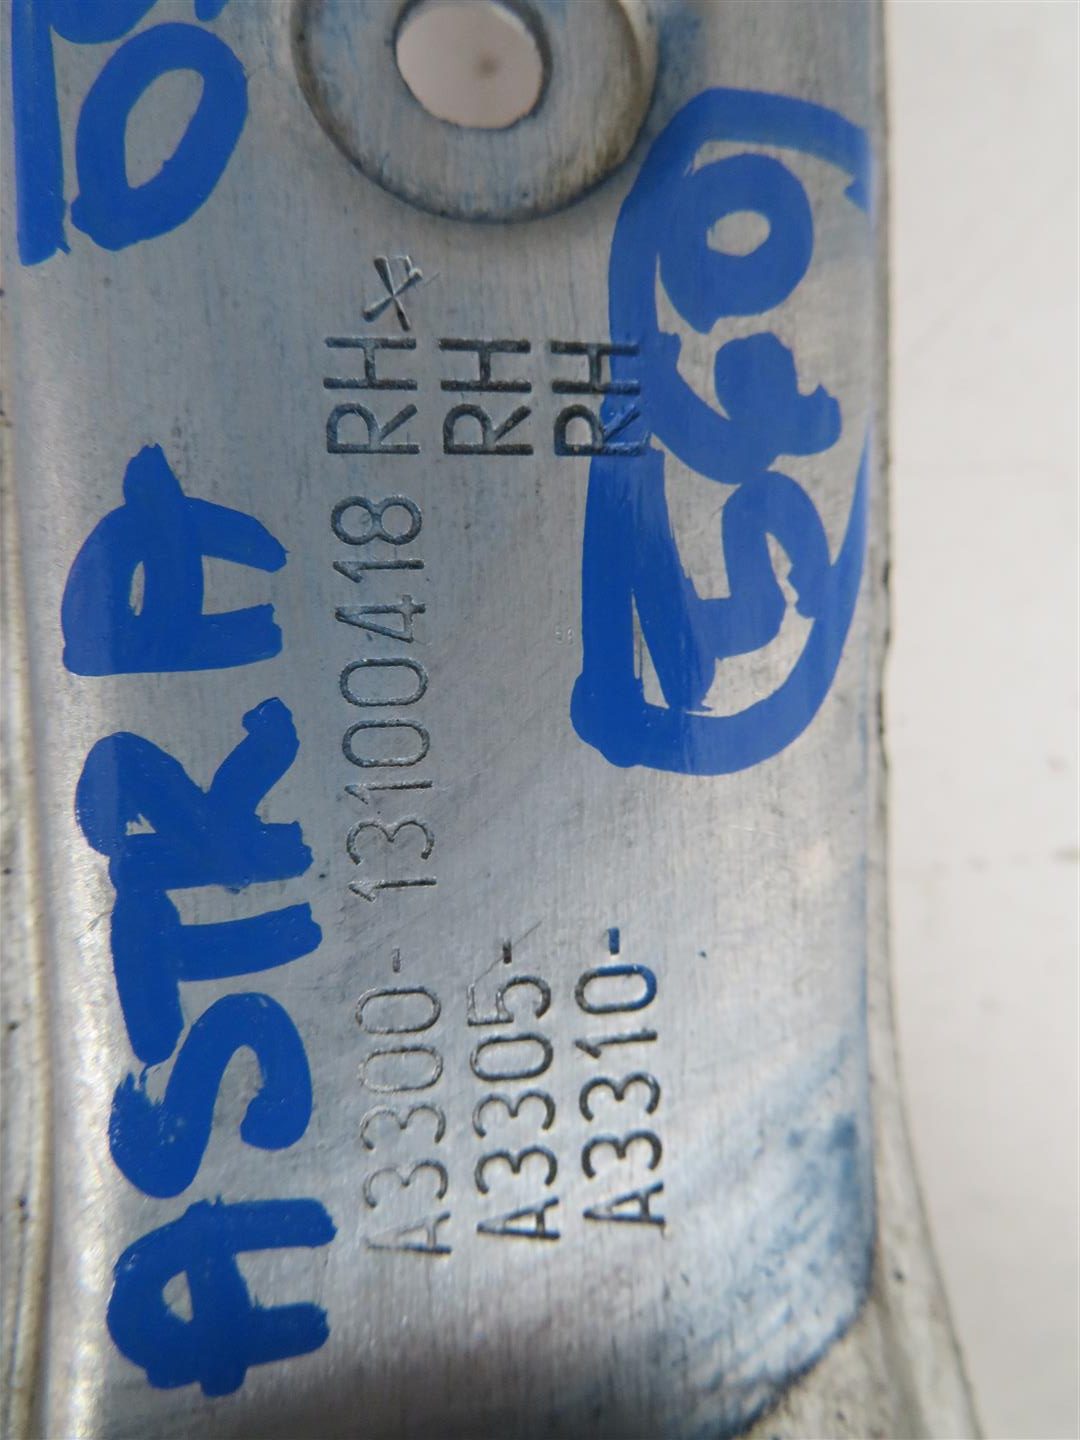 ASTRA
A3300- 13100418 RH
A3305- RH
A3310- RH